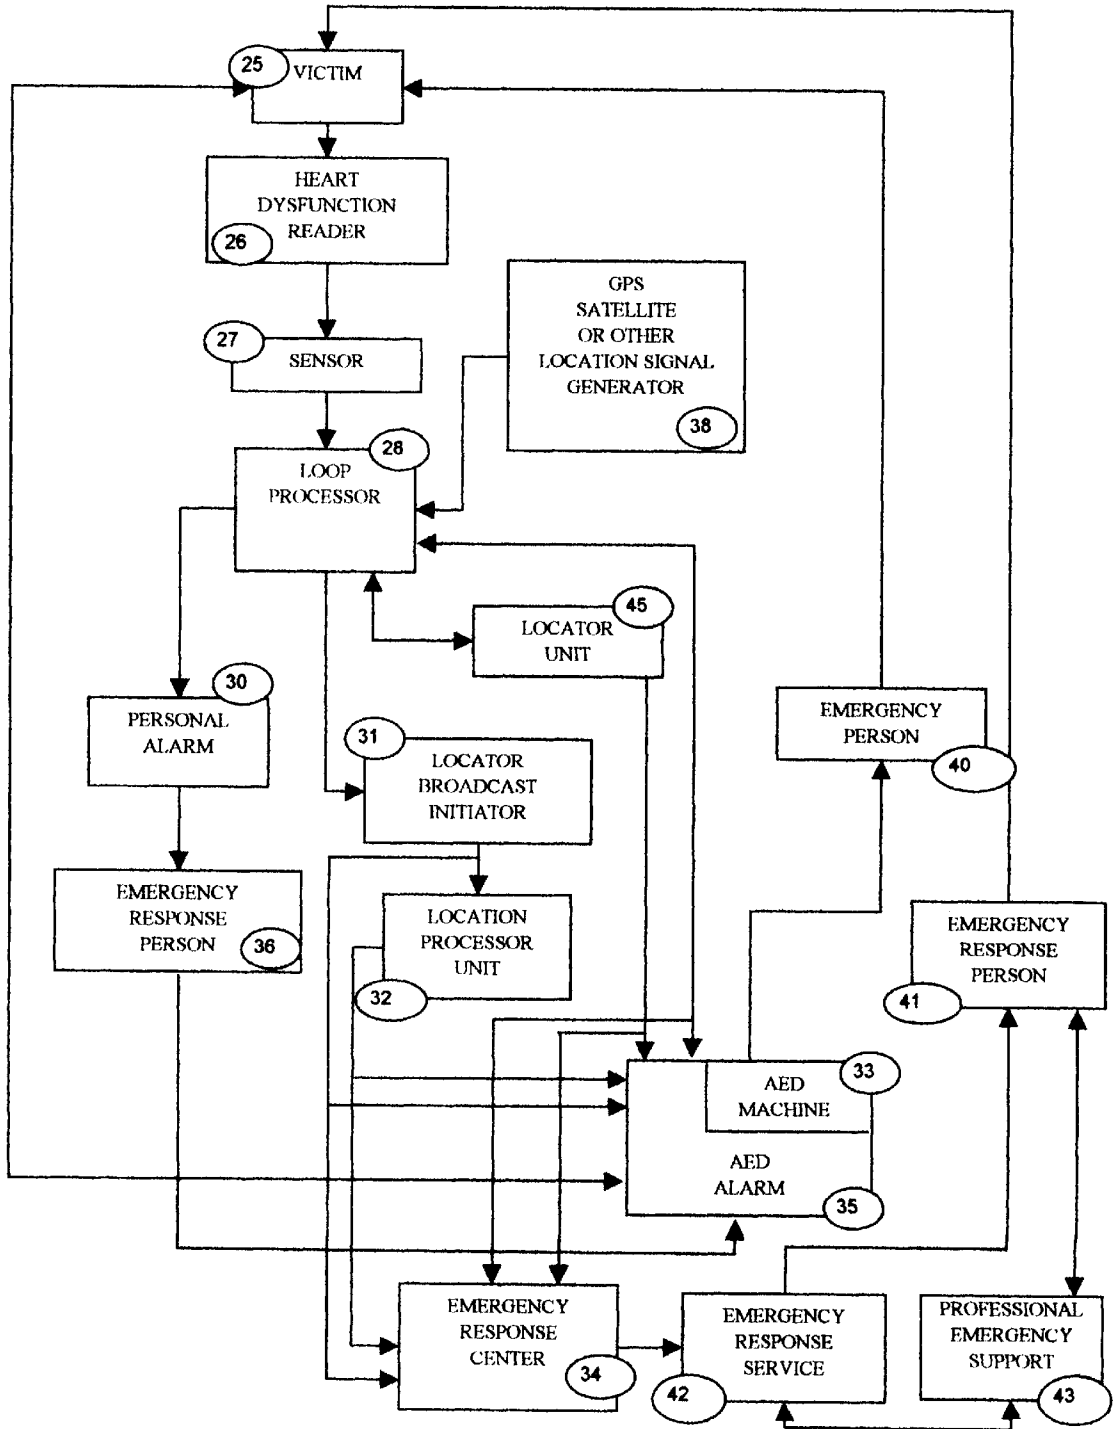 25
VICTIM
HEART
DYSFUNCTION
READER
26
GPS
SATELLITE
OR OTHER
LOCATION SIGNAL
GENERATOR
38
27
SENSOR
28
LOOP
PROCESSOR
45
LOCATOR
UNIT
30
PERSONAL
ALARM
31
LOCATOR
BROADCAST
INITIATOR
EMERGENCY
PERSON
40
EMERGENCY
RESPONSE
PERSON
36
LOCATION
PROCESSOR
UNIT
32
EMERGENCY
RESPONSE
PERSON
41
33
AED
MACHINE
AED
ALARM
35
EMERGENCY
RESPONSE
CENTER
34
EMERGENCY
RESPONSE
SERVICE
42
PROFESSIONAL
EMERGENCY
SUPPORT
43